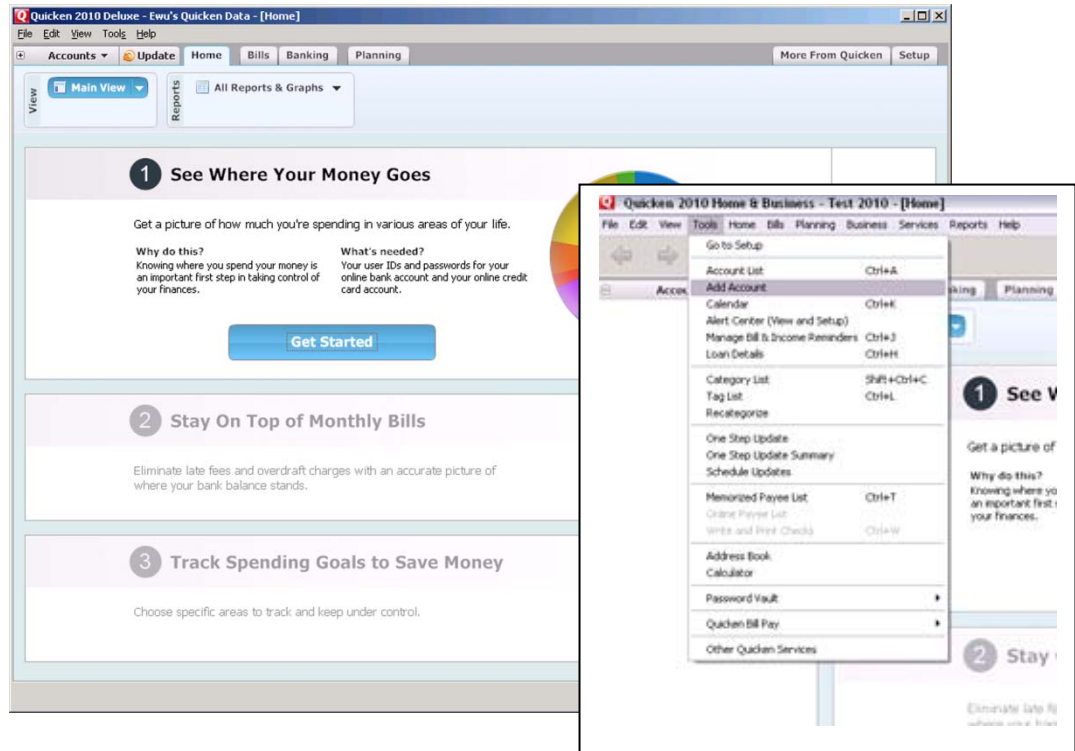 Quicken 2010 Deluxe - Ewu's Quicken Data - [Home]
File Edit View Tools Help
Accounts Update Home Bills Banking Planning More From Quicken Setup
View Main View Reports All Reports & Graphs
1 See Where Your Money Goes
Get a picture of how much you're spending in various areas of your life.
Why do this? What's needed?
Knowing where you spend your money is Your user IDs and passwords for your
an important first step in taking control of online bank account and your online credit
your finances. card account.
Get Started
2 Stay On Top of Monthly Bills
Eliminate late fees and overdraft charges with an accurate picture of
where your bank balance stands.
3 Track Spending Goals to Save Money
Choose specific areas to track and keep under control.
Quicken 2010 Home & Business - Test 2010 - [Home]
File Edit View Tools Home Bills Planning Business Services Reports Help
Go to Setup
Account List Ctrl+A
Add Account
Calendar Ctrl+K
Alert Center (View and Setup)
Manage Bill & Income Reminders Ctrl+J
Loan Details Ctrl+H
Category List Shift+Ctrl+C
Tag List Ctrl+L
Recategorize
One Step Update
One Step Update Summary
Schedule Updates
Memorized Payee List Ctrl+T
Online Payee List
Write and Print Checks Ctrl+W
Address Book
Calculator
Password Vault
Quicken Bill Pay
Other Quicken Services
Accou
king Planning
1 See W
Get a picture of
Why do this?
Knowing where yo
an important first
your finances.
2 Stay
Eliminate late f